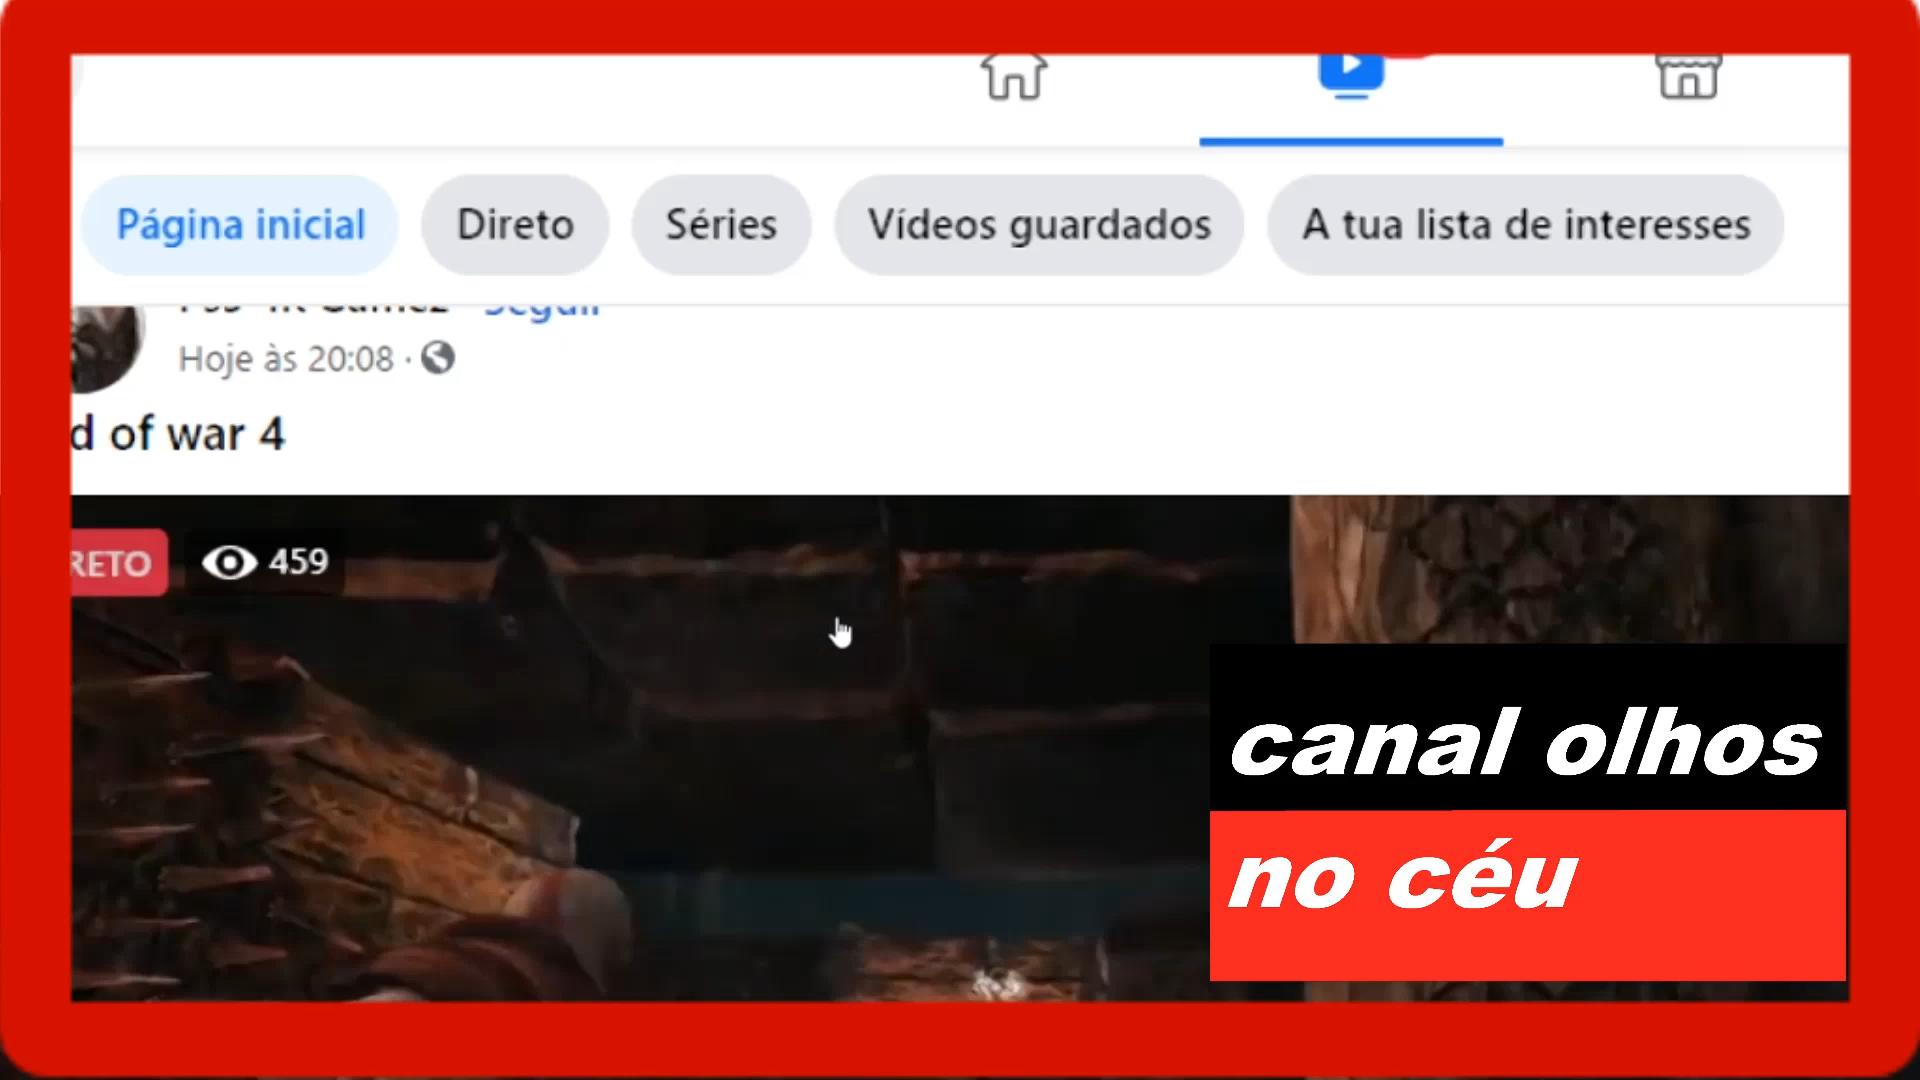 Página inicial Direto Séries Vídeos guardados A tua lista de interesses
Seguir
Hoje às 20:08 ·
d of war 4
RETO 459
canal olhos
no céu